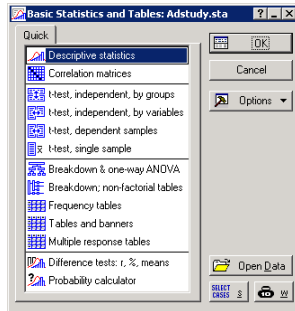 Basic Statistics and Tables: Adstudy.sta
Quick
Descriptive statistics
Correlation matrices
t-test, independent, by groups
t-test, independent, by variables
t-test, dependent samples
t-test, single sample
Breakdown & one-way ANOVA
Breakdown; non-factorial tables
Frequency tables
Tables and banners
Multiple response tables
Difference tests: r, %, means
Probability calculator
OK
Cancel
Options
Open Data
SELECT CASES S W